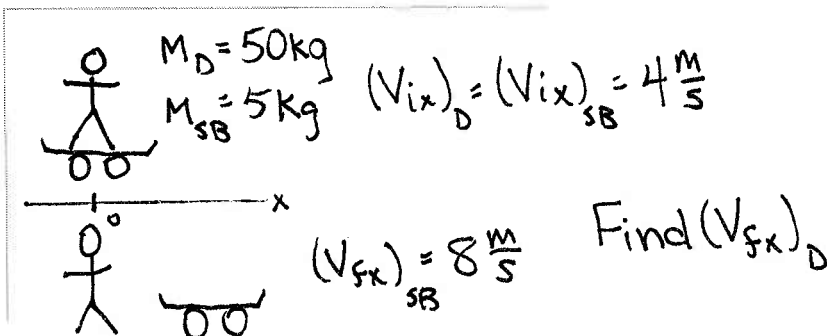 M_D = 50kg
M_SB = 5kg
(V_ix)_D = (V_ix)_SB = 4 m/s
x
0
(V_fx)_SB = 8 m/s
Find (V_fx)_D